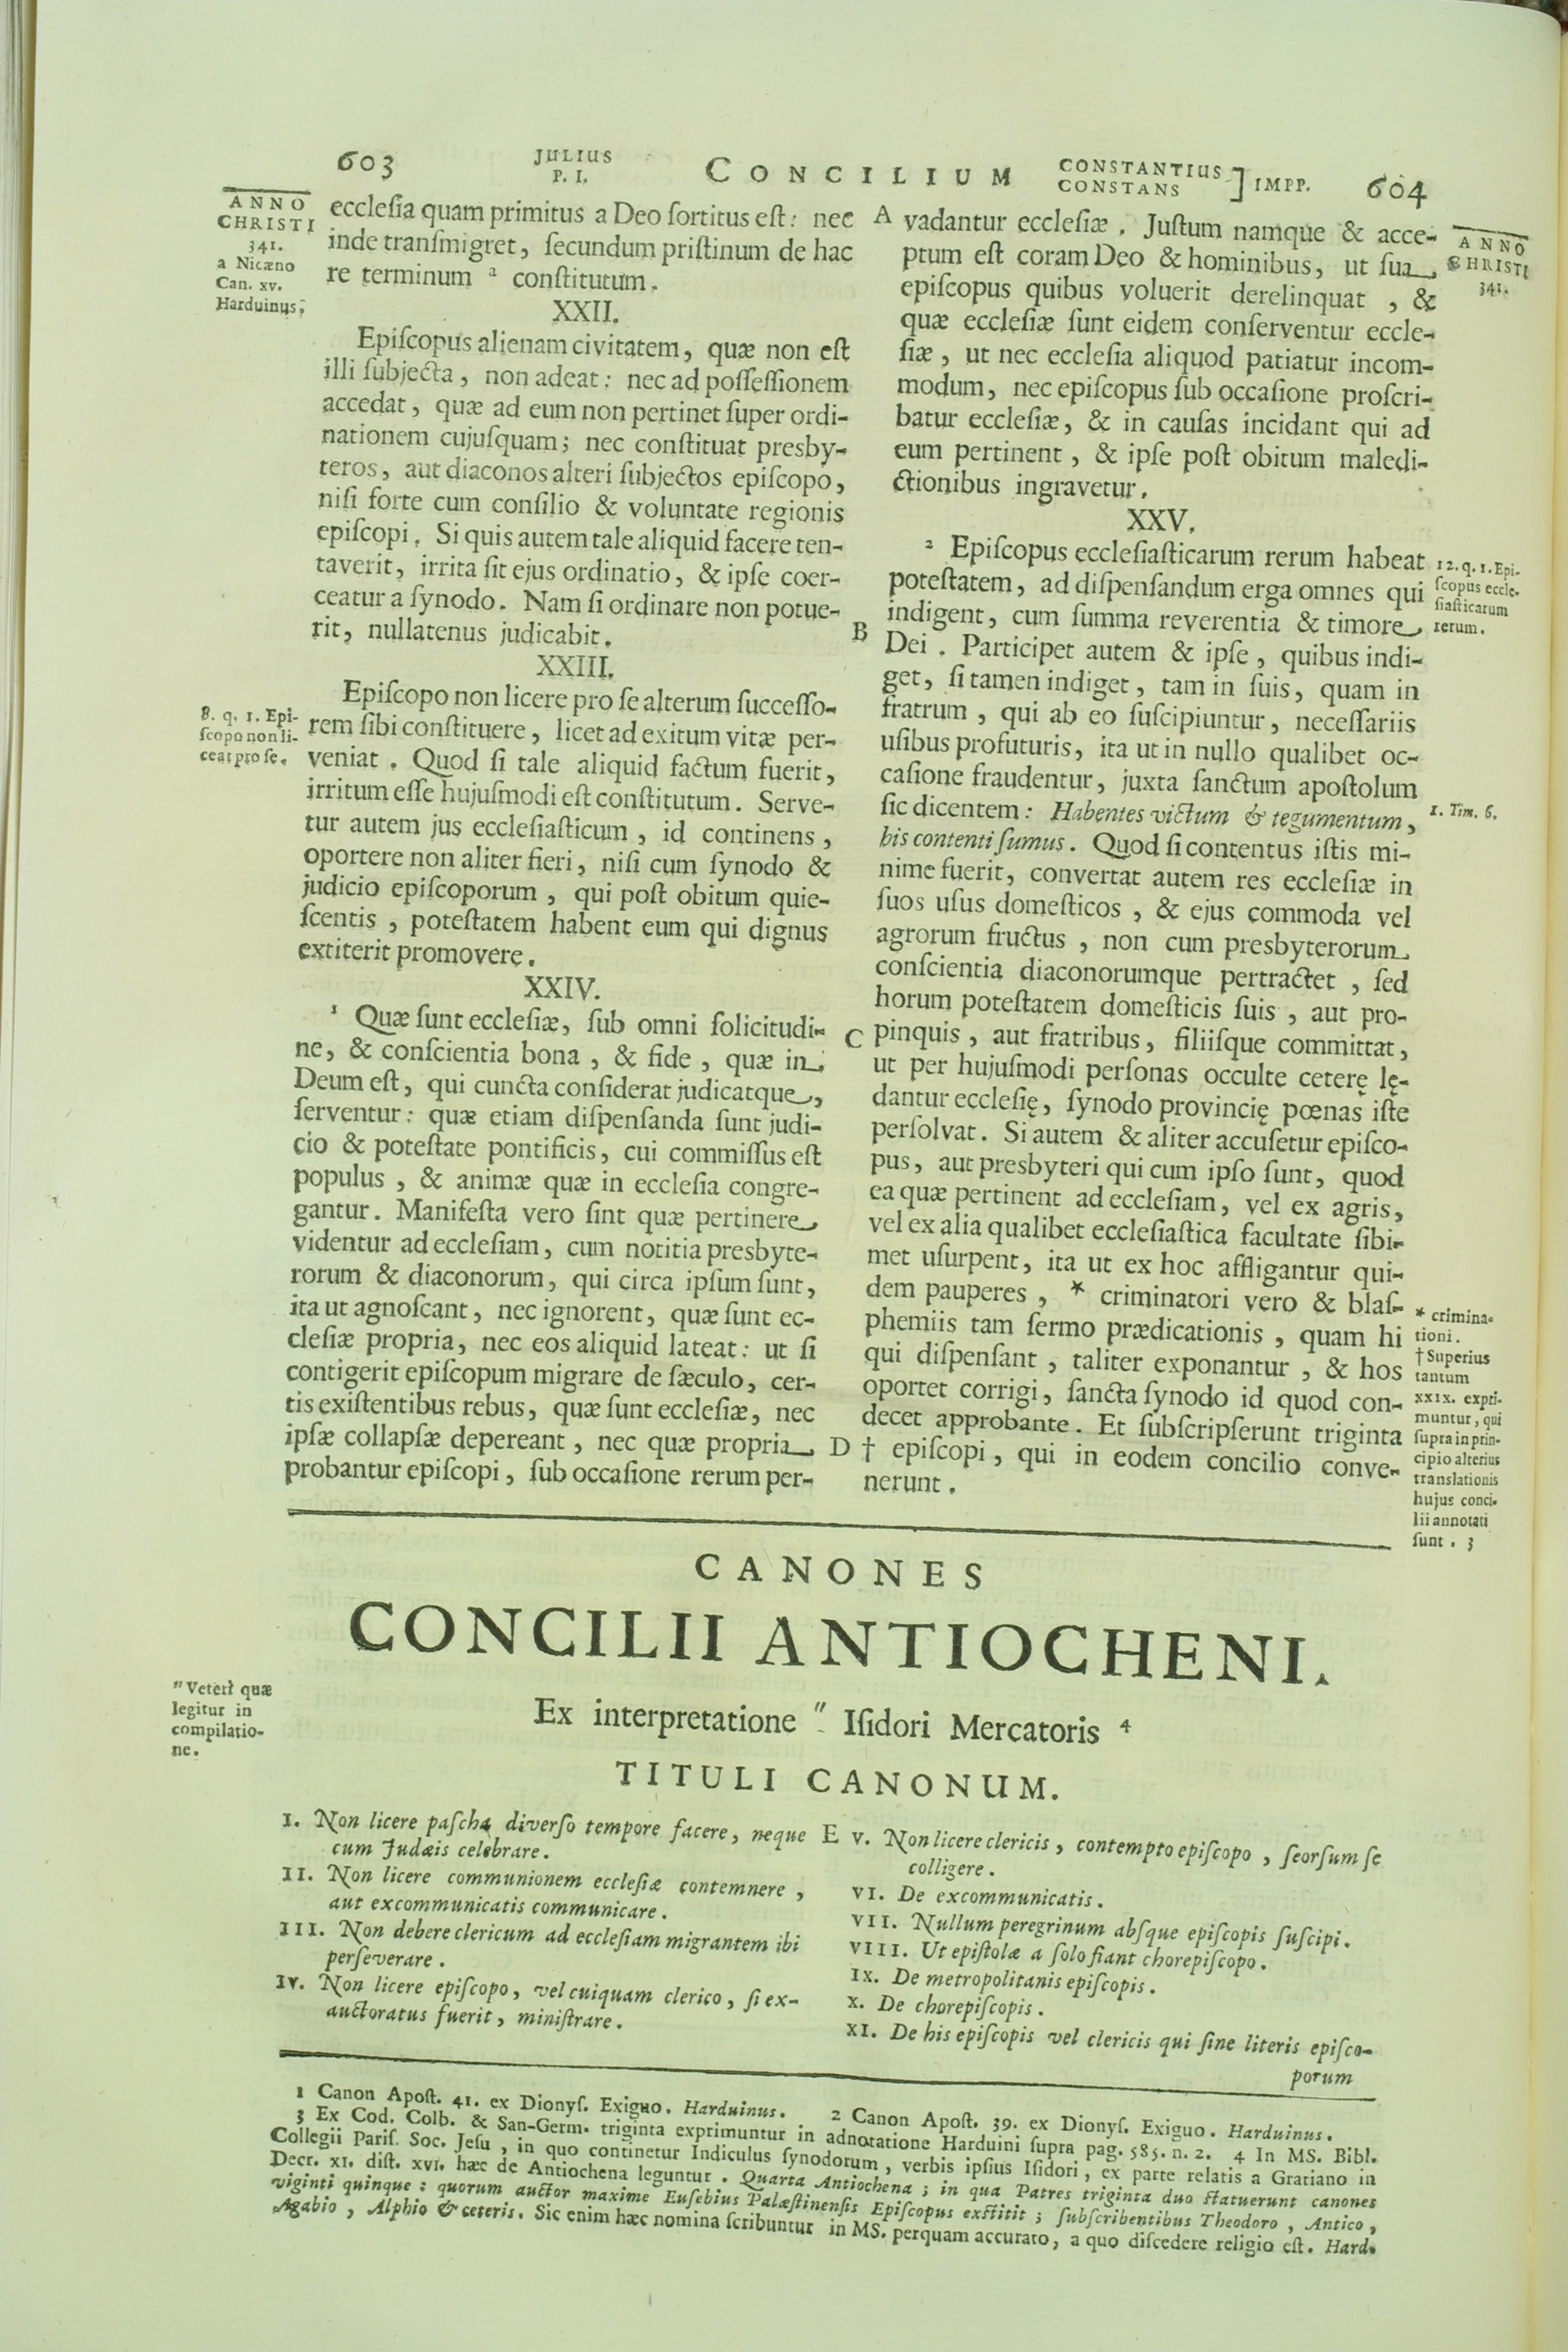 603
JULIUS
P. I.
CONCILIUM
CONSTANTIUS
CONSTANS
] IMPP.
604
ANNO
CHRISTI
341.
a Nicæno
Can. xv.
Harduinus.
eccleſia quam primitus a Deo ſortitus eſt: nec
inde tranſmigret, ſecundum priſtinum de hac
re terminum ª conſtitutum.
XXII.
Epiſcopus alienam civitatem, quæ non eſt
illi ſubjecta, non adeat: nec ad poſſeſſionem
accedat, quæ ad eum non pertinet ſuper ordi-
nationem cujuſquam; nec conſtituat presby-
teros, aut diaconos alteri ſubjectos epiſcopo,
niſi forte cum conſilio & voluntate regionis
epiſcopi. Si quis autem tale aliquid facere ten-
taverit, irrita ſit ejus ordinatio, & ipſe coer-
ceatur a ſynodo. Nam ſi ordinare non potue-
rit, nullatenus judicabit.
XXIII.
Epiſcopo non licere pro ſe alterum ſucceſſo-
rem ſibi conſtituere, licet ad exitum vitæ per-
veniat. Quod ſi tale aliquid factum fuerit,
irritum eſſe hujuſmodi eſt conſtitutum. Serve-
tur autem jus eccleſiaſticum, id continens,
oportere non aliter fieri, niſi cum ſynodo &
judicio epiſcoporum, qui poſt obitum quie-
ſcentis, poteſtatem habent eum qui dignus
extiterit promovere.
8. q. 1. Epi-
ſcopo non li-
ceat pro ſe.
XXIV.
¹ Quæ ſunt eccleſiæ, ſub omni ſolicitudi-
ne, & conſcientia bona, & fide, quæ in
Deum eſt, qui cuncta conſiderat judicatque,
ſerventur: quæ etiam diſpenſanda ſunt judi-
cio & poteſtate pontificis, cui commiſſus eſt
populus, & animæ quæ in eccleſia congre-
gantur. Manifeſta vero ſint quæ pertinere
videntur ad eccleſiam, cum notitia presbyte-
rorum & diaconorum, qui circa ipſum ſunt,
ita ut agnoſcant, nec ignorent, quæ ſunt ec-
cleſiæ propria, nec eos aliquid lateat: ut ſi
contigerit epiſcopum migrare de ſæculo, cer-
tis exiſtentibus rebus, quæ ſunt eccleſiæ, nec
ipſæ collapſæ depereant, nec quæ propria
probantur epiſcopi, ſub occaſione rerum per-
A
B
C
D
vadantur eccleſiæ. Juſtum namque & acce-
ptum eſt coram Deo & hominibus, ut ſua
epiſcopus quibus voluerit derelinquat, &
quæ eccleſiæ ſunt eidem conſerventur eccle-
ſiæ, ut nec eccleſia aliquod patiatur incom-
modum, nec epiſcopus ſub occaſione proſcri-
batur eccleſiæ, & in cauſas incidant qui ad
eum pertinent, & ipſe poſt obitum maledi-
ctionibus ingravetur.
XXV.
² Epiſcopus eccleſiaſticarum rerum habeat
poteſtatem, ad diſpenſandum erga omnes qui
indigent, cum ſumma reverentia & timore
Dei. Participet autem & ipſe, quibus indi-
get, ſi tamen indiget, tam in ſuis, quam in
fratrum, qui ab eo ſuſcipiuntur, neceſſariis
uſibus profuturis, ita ut in nullo qualibet oc-
caſione fraudentur, juxta ſanctum apoſtolum
ſic dicentem: Habentes victum & tegumentum,
his contenti ſumus. Quod ſi contentus iſtis mi-
nime fuerit, convertat autem res eccleſiæ in
ſuos uſus domeſticos, & ejus commoda vel
agrorum fructus, non cum presbyterorum
conſcientia diaconorumque pertractet, ſed
horum poteſtatem domeſticis ſuis, aut pro-
pinquis, aut fratribus, filiiſque committat,
ut per hujuſmodi perſonas occulte ceterę lę-
dantur eccleſię, ſynodo provincię pœnas iſte
perſolvat. Si autem & aliter accuſetur epiſco-
pus, aut presbyteri qui cum ipſo ſunt, quod
ea quæ pertinent ad eccleſiam, vel ex agris,
vel ex alia qualibet eccleſiaſtica facultate ſibi-
met uſurpent, ita ut ex hoc affligantur qui-
dem pauperes, * criminatori vero & blaſ-
phemiis tam ſermo prædicationis, quam hi
qui diſpenſant, taliter exponantur, & hos
oportet corrigi, ſancta ſynodo id quod con-
decet approbante. Et ſubſcripſerunt triginta
† epiſcopi, qui in eodem concilio conve-
nerunt.
ANNO
CHRISTI
341.
12. q. 1. Epi-
ſcopus eccle-
ſiaſticarum
rerum.
1. Tim. 6.
* crimina-
tioni.
† Superius
tantum
xxix. expri-
muntur, qui
ſupra in prin-
cipio alterius
translationis
hujus conci-
lii annotati
ſunt. 3
CANONES
CONCILII ANTIOCHENI.
Ex interpretatione " Iſidori Mercatoris 4
" Veteri quæ
legitur in
compilatio-
ne.
TITULI CANONUM.
I. Non licere paſcha diverſo tempore facere, neque
cum Judæis celebrare.
II. Non licere communionem eccleſiæ contemnere,
aut excommunicatis communicare.
III. Non debere clericum ad eccleſiam migrantem ibi
perſeverare.
IV. Non licere epiſcopo, vel cuiquam clerico, ſi ex-
auctoratus fuerit, miniſtrare.
E
V. Non licere clericis, contempto epiſcopo, ſeorſum ſe
colligere.
VI. De excommunicatis.
VII. Nullum peregrinum abſque epiſcopis ſuſcipi.
VIII. Ut epiſtolæ a ſolo fiant chorepiſcopo.
IX. De metropolitanis epiſcopis.
X. De chorepiſcopis.
XI. De his epiſcopis vel clericis qui ſine literis epiſco-
porum
1 Canon Apoſt. 41. ex Dionyſ. Exiguo. Harduinus. 2 Canon Apoſt. 39. ex Dionyſ. Exiguo. Harduinus.
3 Ex Cod. Colb. & San-Germ. triginta exprimuntur in adnotatione Harduini ſupra pag. 585. n. 2. 4 In MS. Bibl.
Collegii Pariſ. Soc. Jeſu, in quo continetur Indiculus ſynodorum, verbis ipſius Iſidori, ex parte relatis a Gratiano in
Decr. XI. diſt. XVI. hæc de Antiochena leguntur. Quarta Antiochena; in qua Patres triginta duo ſtatuerunt canones
viginti quinque: quorum auctor maxime Euſebius Palæſtinenſis Epiſcopus exſtitit; ſubſcribentibus Theodoro, Antico,
Agabio, Alphio & ceteris. Sic enim hæc nomina ſcribuntur in MS. perquam accurato, a quo diſcedere religio eſt. Hard.